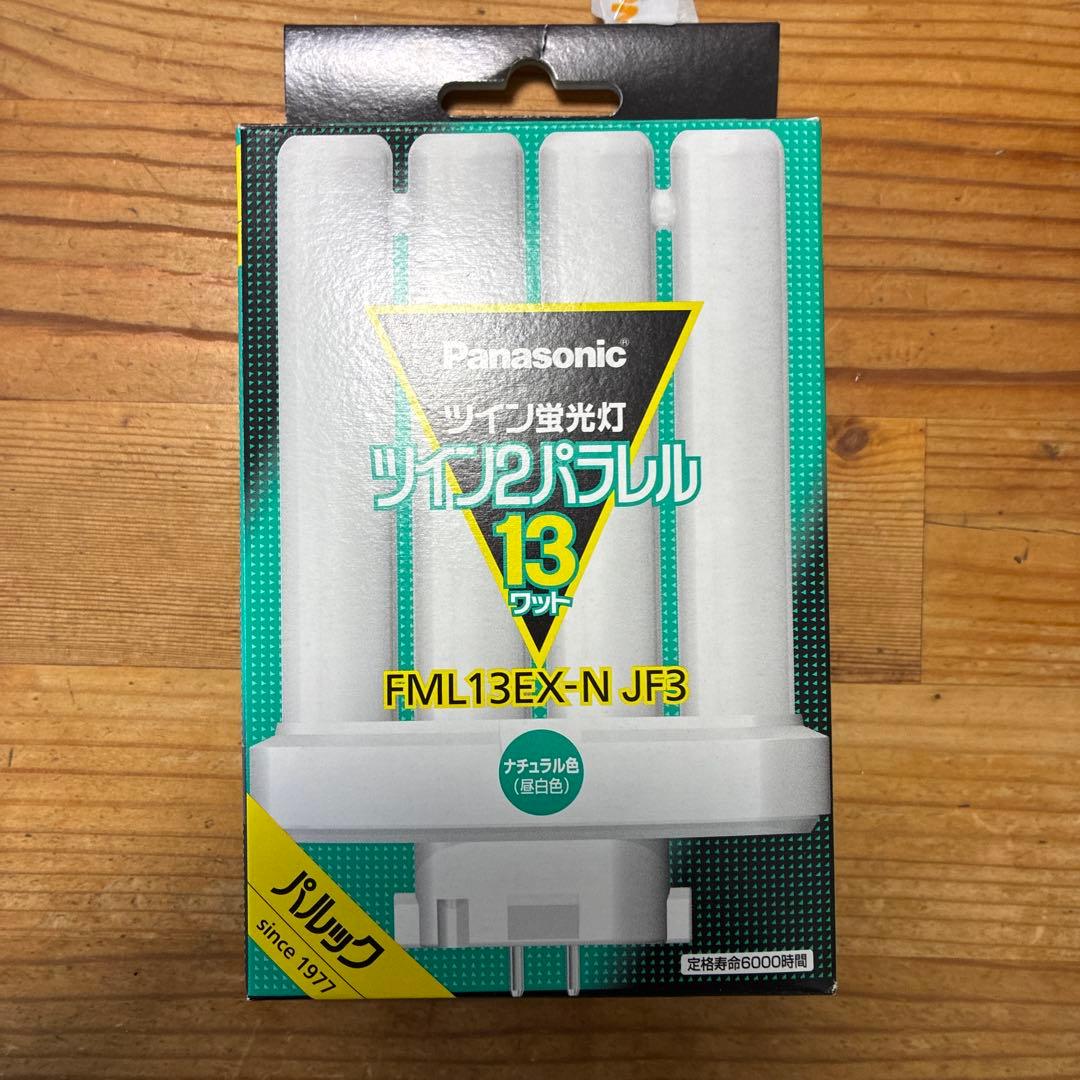 Panasonic®
ツイン蛍光灯
ツイン2パラレル
13
ワット
FML13EX-N JF3
ナチュラル色
(昼白色)
パルック
since 1977
定格寿命6000時間